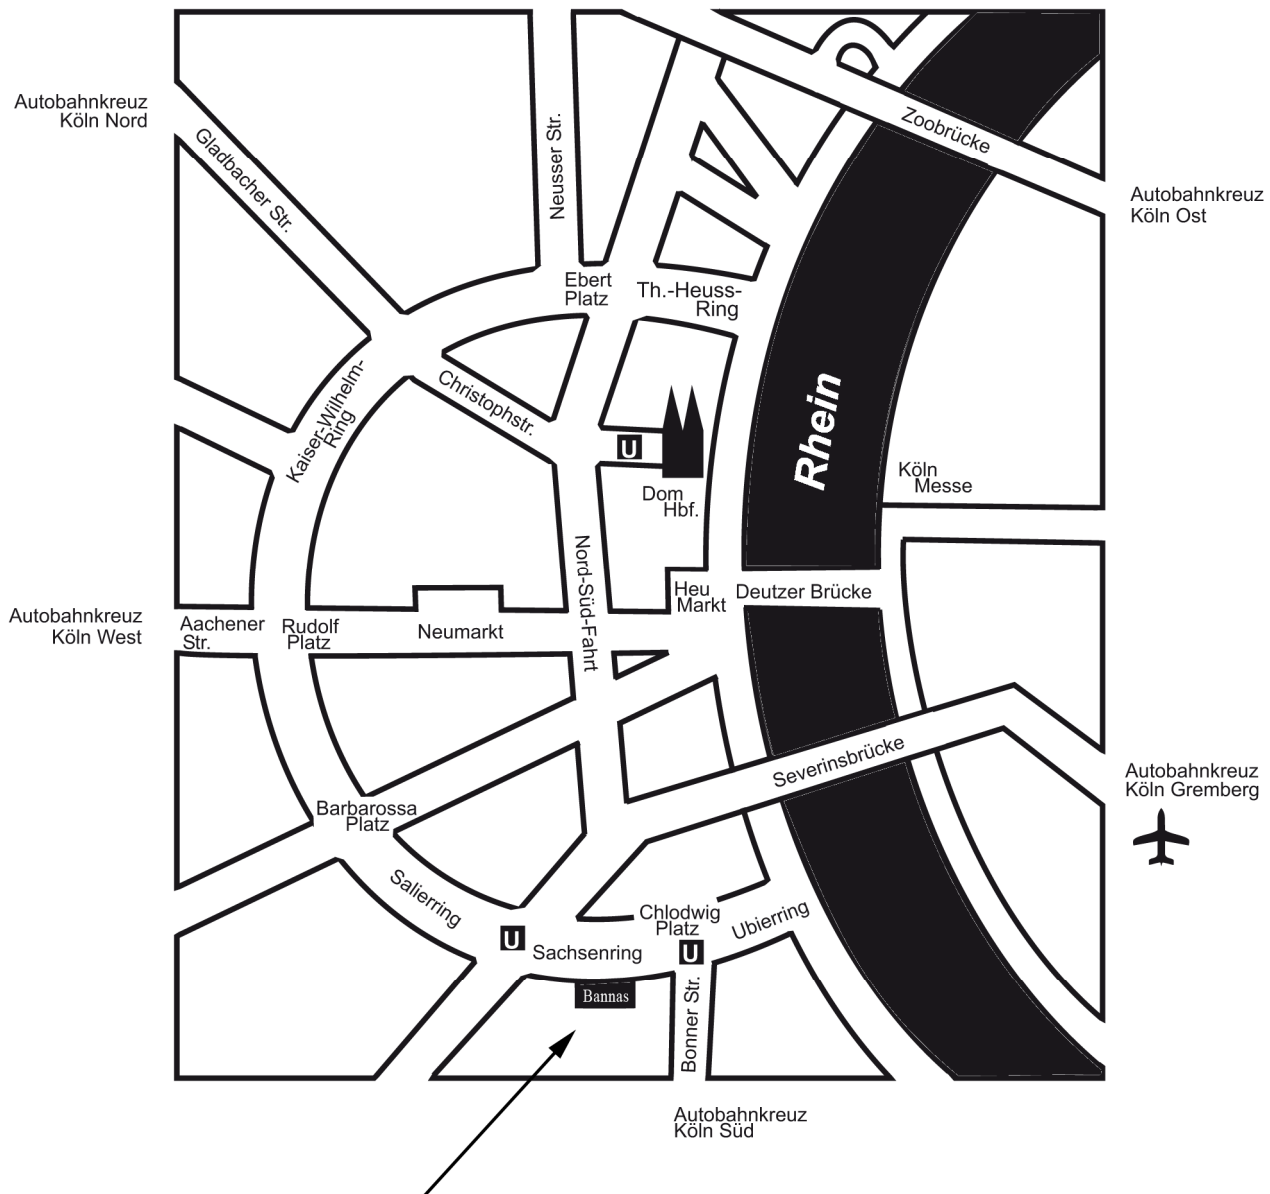 Autobahnkreuz
Köln Nord
Gladbacher Str.
Neusser Str.
Zoobrücke
Autobahnkreuz
Köln Ost
Ebert
Platz
Th.-Heuss-
Ring
Kaiser-Wilhelm-
Ring
Christophstr.
U
Rhein
Dom
Hbf.
Köln
Messe
Nord-Süd-Fahrt
Heu
Markt
Deutzer Brücke
Autobahnkreuz
Köln West
Aachener
Str.
Rudolf
Platz
Neumarkt
Severinsbrücke
Autobahnkreuz
Köln Gremberg
Barbarossa
Platz
Salierring
U
Sachsenring
Chlodwig
Platz
U
Ubierring
Bannas
Bonner Str.
Autobahnkreuz
Köln Süd